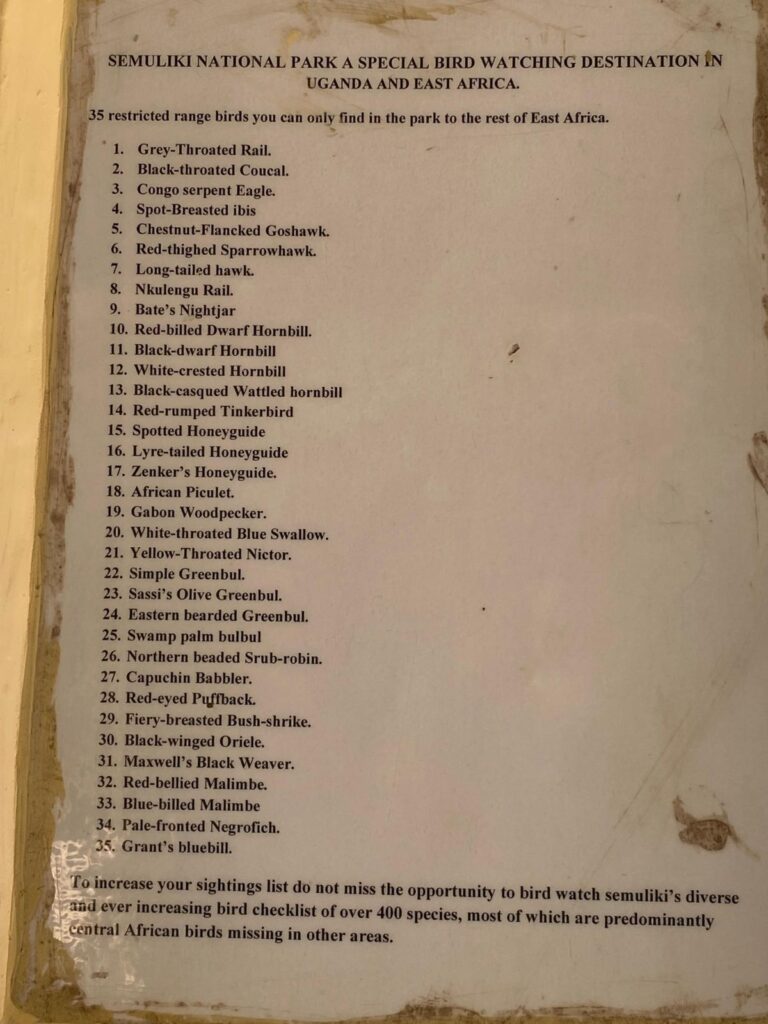 SEMULIKI NATIONAL PARK A SPECIAL BIRD WATCHING DESTINATION IN
UGANDA AND EAST AFRICA.
35 restricted range birds you can only find in the park to the rest of East Africa.
1. Grey-Throated Rail.
2. Black-throated Coucal.
3. Congo serpent Eagle.
4. Spot-Breasted ibis
5. Chestnut-Flancked Goshawk.
6. Red-thighed Sparrowhawk.
7. Long-tailed hawk.
8. Nkulengu Rail.
9. Bate's Nightjar
10. Red-billed Dwarf Hornbill.
11. Black-dwarf Hornbill
12. White-crested Hornbill
13. Black-casqued Wattled hornbill
14. Red-rumped Tinkerbird
15. Spotted Honeyguide
16. Lyre-tailed Honeyguide
17. Zenker's Honeyguide.
18. African Piculet.
19. Gabon Woodpecker.
20. White-throated Blue Swallow.
21. Yellow-Throated Nictor.
22. Simple Greenbul.
23. Sassi's Olive Greenbul.
24. Eastern bearded Greenbul.
25. Swamp palm bulbul
26. Northern beaded Srub-robin.
27. Capuchin Babbler.
28. Red-eyed Puffback.
29. Fiery-breasted Bush-shrike.
30. Black-winged Oriele.
31. Maxwell's Black Weaver.
32. Red-bellied Malimbe.
33. Blue-billed Malimbe
34. Pale-fronted Negrofich.
35. Grant's bluebill.
To increase your sightings list do not miss the opportunity to bird watch semuliki's diverse
and ever increasing bird checklist of over 400 species, most of which are predominantly
central African birds missing in other areas.